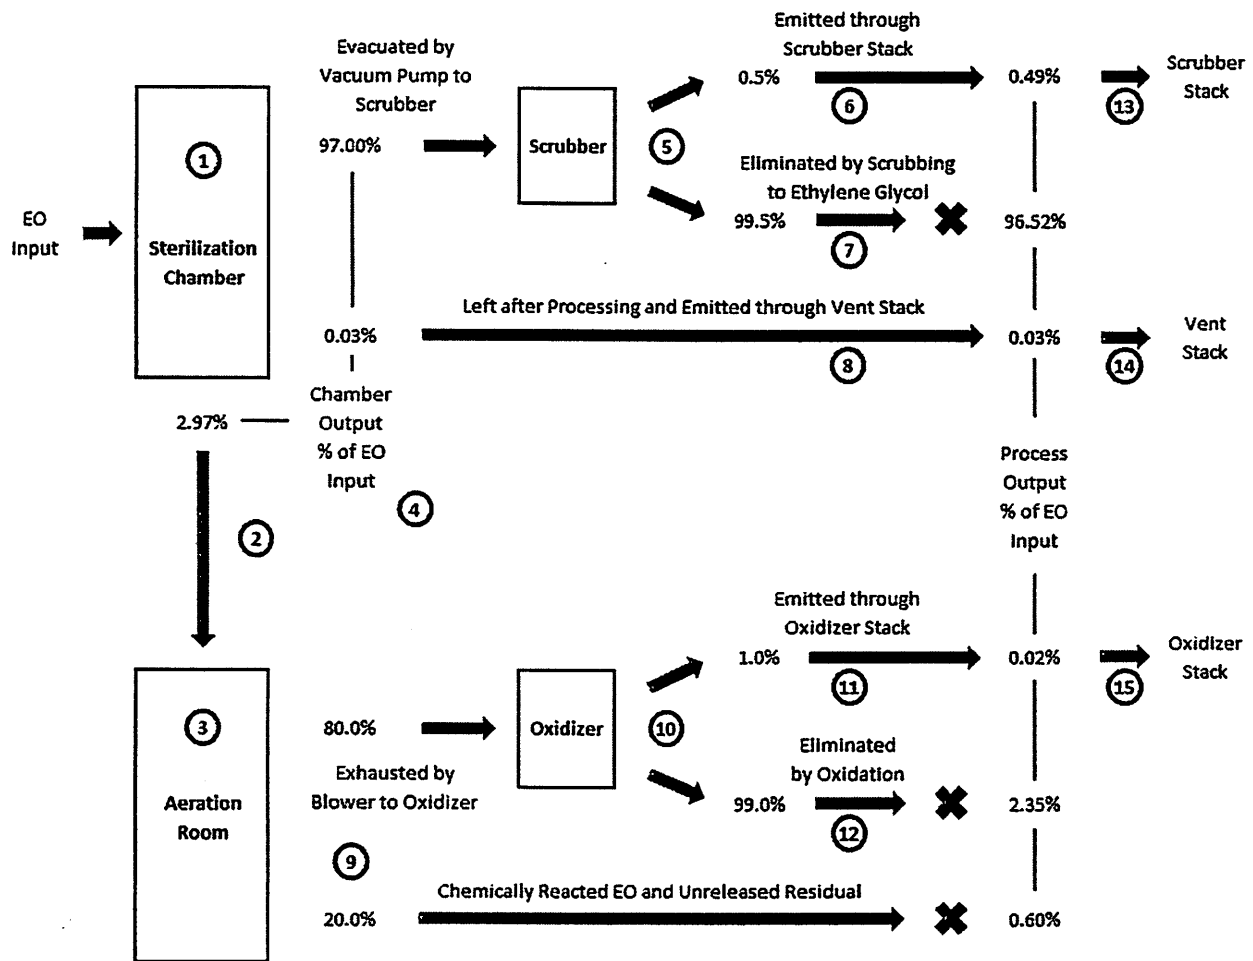 Emitted through
Scrubber Stack
Evacuated by
Vacuum Pump to
Scrubber
0.5%
0.49%
Scrubber
Stack
6
13
1
97.00%
Scrubber
5
Eliminated by Scrubbing
to Ethylene Glycol
EO
Input
Sterilization
Chamber
99.5%
96.52%
7
Left after Processing and Emitted through Vent Stack
0.03%
0.03%
Vent
Stack
8
14
Chamber
Output
% of EO
Input
2.97%
4
Process
Output
% of EO
Input
2
Emitted through
Oxidizer Stack
1.0%
0.02%
Oxidizer
Stack
11
15
3
80.0%
Oxidizer
10
Eliminated
by Oxidation
Exhausted by
Blower to Oxidizer
Aeration
Room
99.0%
2.35%
12
9
Chemically Reacted EO and Unreleased Residual
20.0%
0.60%